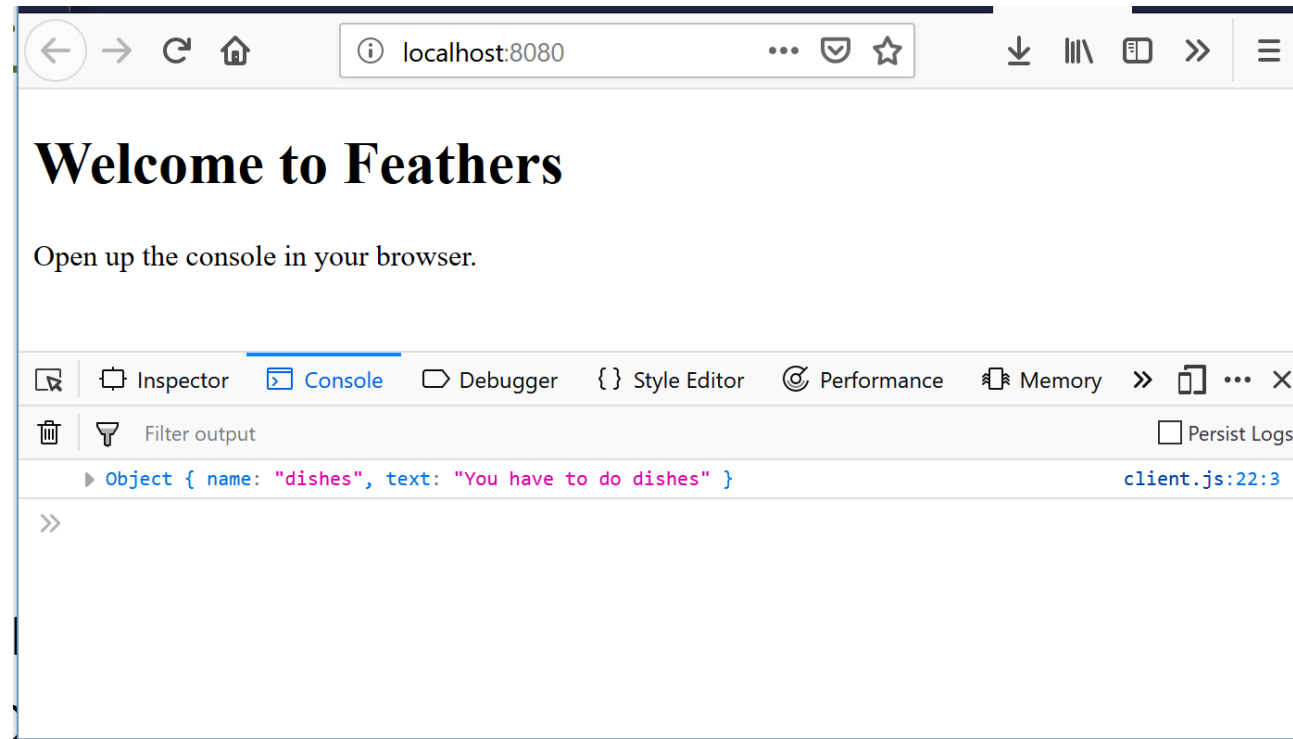 localhost:8080
Welcome to Feathers
Open up the console in your browser.
Inspector Console Debugger { } Style Editor Performance Memory
Filter output Persist Logs
Object { name: "dishes", text: "You have to do dishes" } client.js:22:3